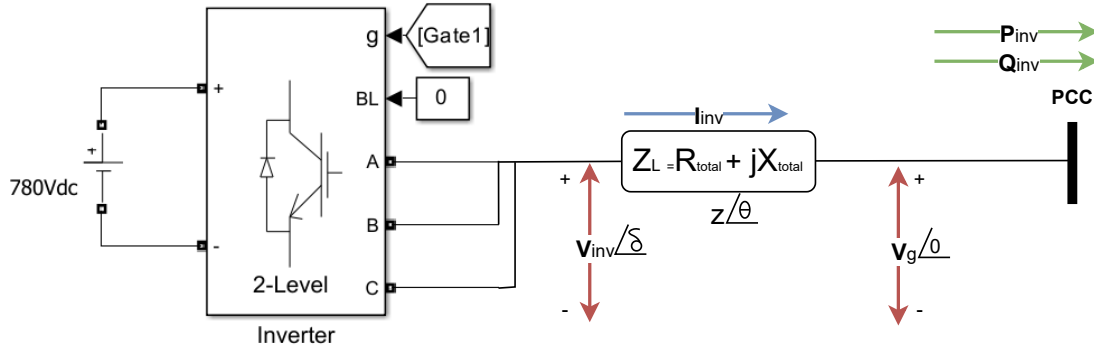 g
[Gate1]
BL
0
+
+
780Vdc
-
A
B
C
2-Level
Inverter
Iinv
ZL =Rtotal + jXtotal
z∠θ
+
Vinv∠δ
-
+
Vg∠0
-
Pinv
Qinv
PCC